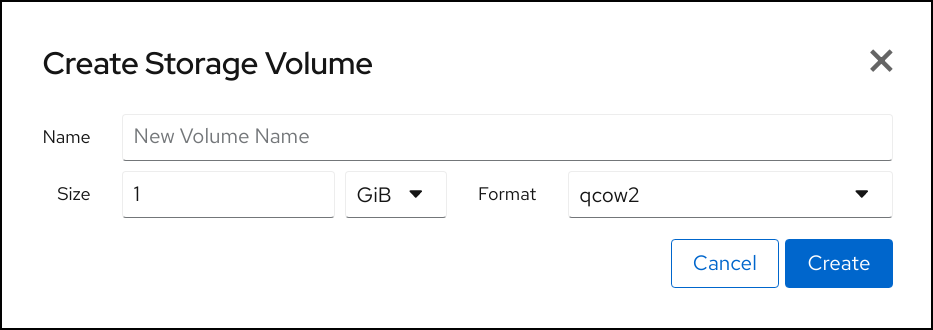 Create Storage Volume
Name New Volume Name
Size 1 GiB Format qcow2
Cancel Create